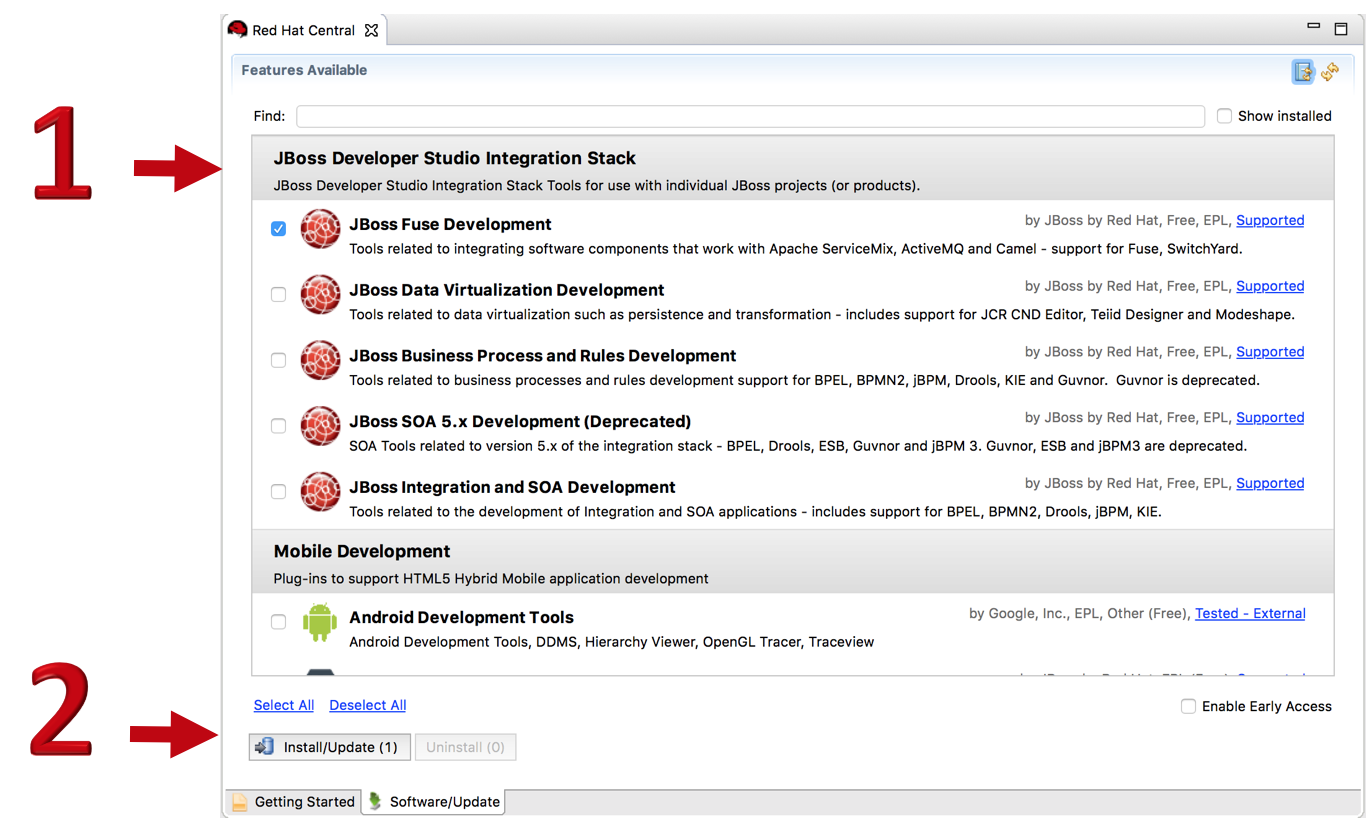 Red Hat Central
Features Available
Find:
Show installed
1
JBoss Developer Studio Integration Stack
JBoss Developer Studio Integration Stack Tools for use with individual JBoss projects (or products).
JBoss Fuse Development
by JBoss by Red Hat, Free, EPL, Supported
Tools related to integrating software components that work with Apache ServiceMix, ActiveMQ and Camel - support for Fuse, SwitchYard.
JBoss Data Virtualization Development
by JBoss by Red Hat, Free, EPL, Supported
Tools related to data virtualization such as persistence and transformation - includes support for JCR CND Editor, Teiid Designer and Modeshape.
JBoss Business Process and Rules Development
by JBoss by Red Hat, Free, EPL, Supported
Tools related to business processes and rules development support for BPEL, BPMN2, jBPM, Drools, KIE and Guvnor.  Guvnor is deprecated.
JBoss SOA 5.x Development (Deprecated)
by JBoss by Red Hat, Free, EPL, Supported
SOA Tools related to version 5.x of the integration stack - BPEL, Drools, ESB, Guvnor and jBPM 3. Guvnor, ESB and jBPM3 are deprecated.
JBoss Integration and SOA Development
by JBoss by Red Hat, Free, EPL, Supported
Tools related to the development of Integration and SOA applications - includes support for BPEL, BPMN2, Drools, jBPM, KIE.
Mobile Development
Plug-ins to support HTML5 Hybrid Mobile application development
Android Development Tools
by Google, Inc., EPL, Other (Free), Tested - External
Android Development Tools, DDMS, Hierarchy Viewer, OpenGL Tracer, Traceview
Select All Deselect All
Enable Early Access
2
Install/Update (1) Uninstall (0)
Getting Started Software/Update